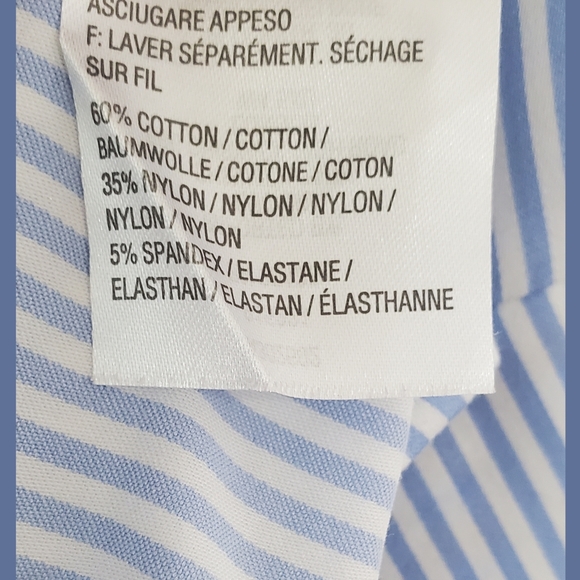 ASCIUGARE APPESO
F: LAVER SÉPARÉMENT. SÉCHAGE
SUR FIL
60% COTTON / COTTON /
BAUMWOLLE / COTONE / COTON
35% NYLON / NYLON / NYLON /
NYLON / NYLON
5% SPANDEX / ELASTANE /
ELASTHAN / ELASTAN / ÉLASTHANNE